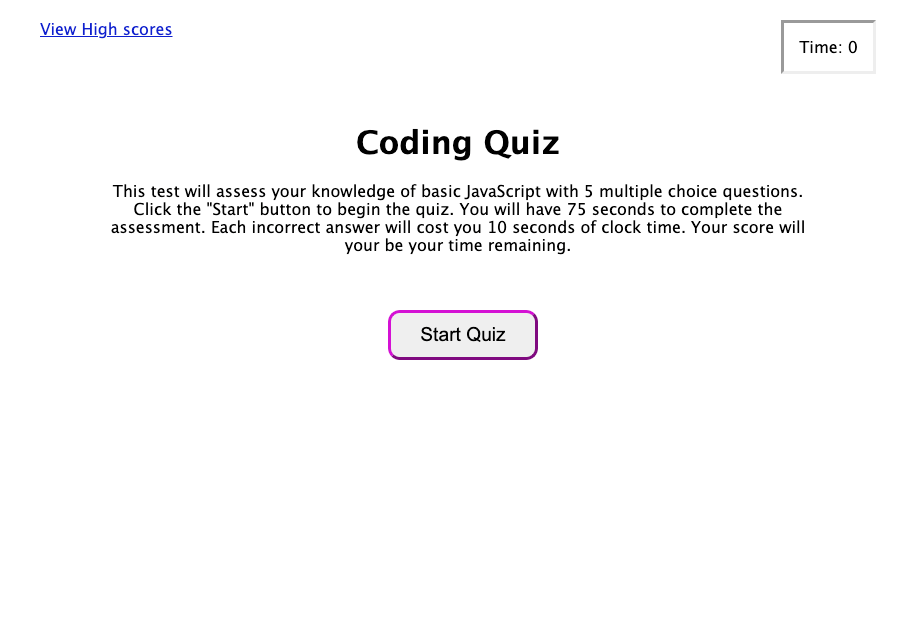 View High scores
Time: 0
Coding Quiz
This test will assess your knowledge of basic JavaScript with 5 multiple choice questions.
Click the "Start" button to begin the quiz. You will have 75 seconds to complete the
assessment. Each incorrect answer will cost you 10 seconds of clock time. Your score will
your be your time remaining.
Start Quiz